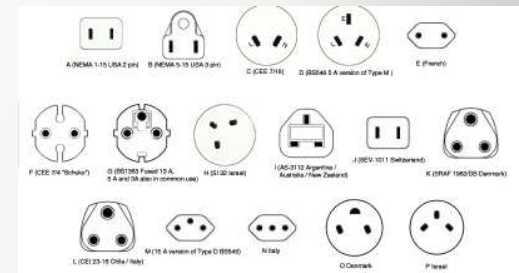 A (NEMA 1-15 USA 2 pin)
B (NEMA 5-15 USA 3 pin)
C (CEE 7/16)
D (BS546 5 A version of Type M )
E (French)
F (CEE 7/4 "Schuko")
G (BS1363 Fused 13 A,
5 A and 3A also in common use)
H (SI 32 Israel)
I (AS-3112 Argentina /
Australia / New Zealand)
J (SEV-1011 Switzerland)
K (SRAF 1962/DB Denmark)
L (CEI 23-16 Chile / Italy)
M (15 A version of Type D BS546)
N Italy
O Denmark
P Israel